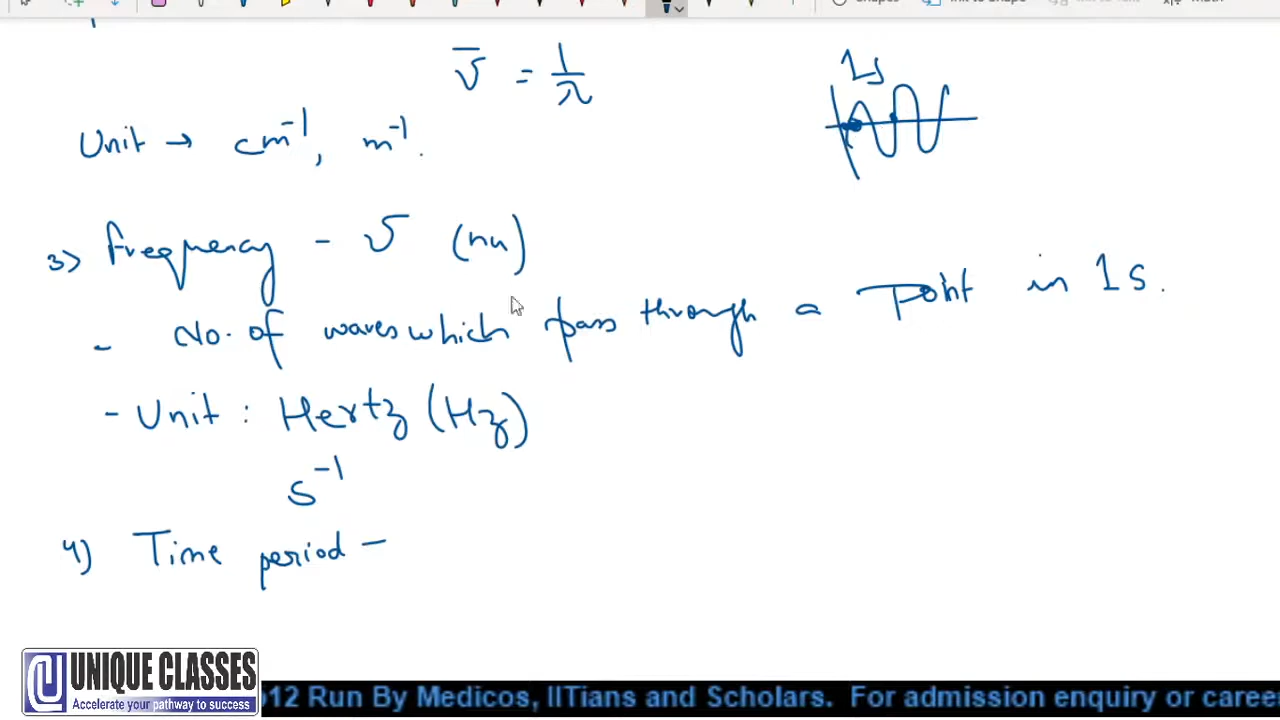 ν̅ = 1/λ
1s
Unit → cm⁻¹, m⁻¹.
3) Frequency - ν (nu)
- No. of waves which pass through a Point in 1s.
- Unit : Hertz (Hz)
s⁻¹
4) Time period -
UNIQUE CLASSES
Accelerate your pathway to success
12 Run By Medicos, IITians and Scholars. For admission enquiry or caree